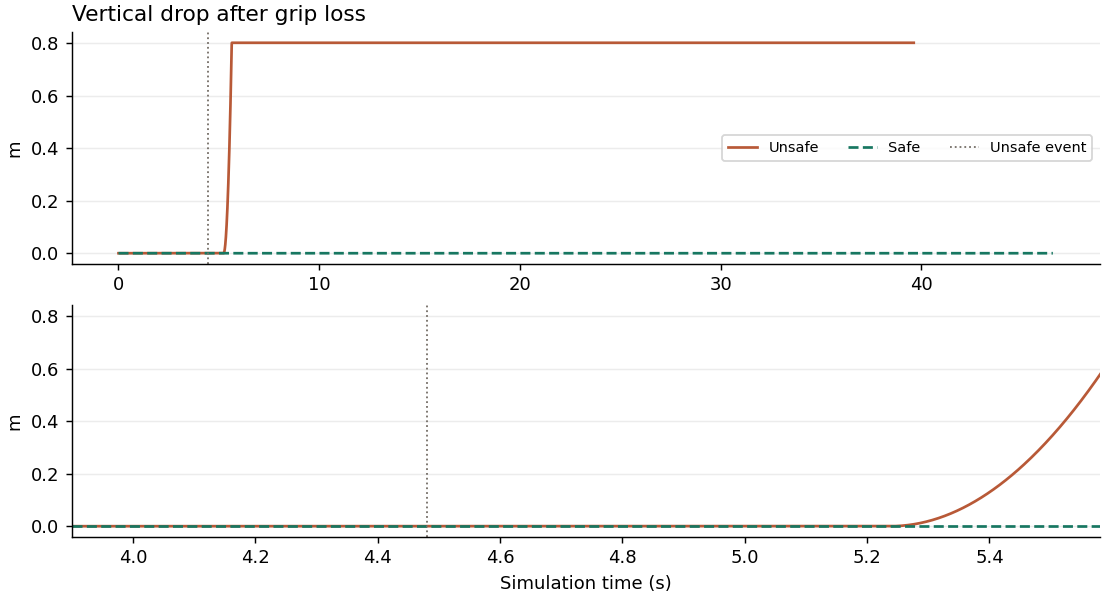 Vertical drop after grip loss
0.8
0.6
0.4
0.2
0.0
m
Unsafe Safe Unsafe event
0 10 20 30 40
0.8
0.6
0.4
0.2
0.0
m
4.0 4.2 4.4 4.6 4.8 5.0 5.2 5.4
Simulation time (s)